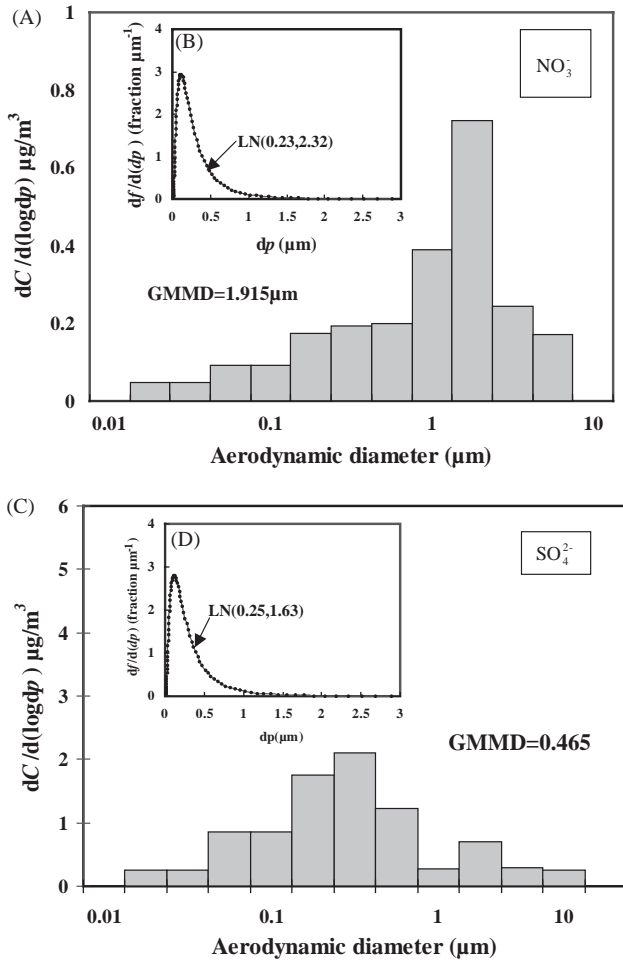 (A)
NO₃⁻
dC/d(logdp) µg/m³
1
0.8
0.6
0.4
0.2
0
(B)
df/d(dp) (fraction µm⁻¹)
4
3
2
1
0
LN(0.23,2.32)
0 0.5 1 1.5 2 2.5 3
dp (µm)
GMMD=1.915µm
0.01 0.1 1 10
Aerodynamic diameter (µm)
(C)
SO₄²⁻
dC/d(logdp) µg/m³
6
5
4
3
2
1
0
(D)
df/d(dp) (fraction µm⁻¹)
4
3
2
1
0
LN(0.25,1.63)
0 0.5 1 1.5 2 2.5 3
dp(µm)
GMMD=0.465
0.01 0.1 1 10
Aerodynamic diameter (µm)